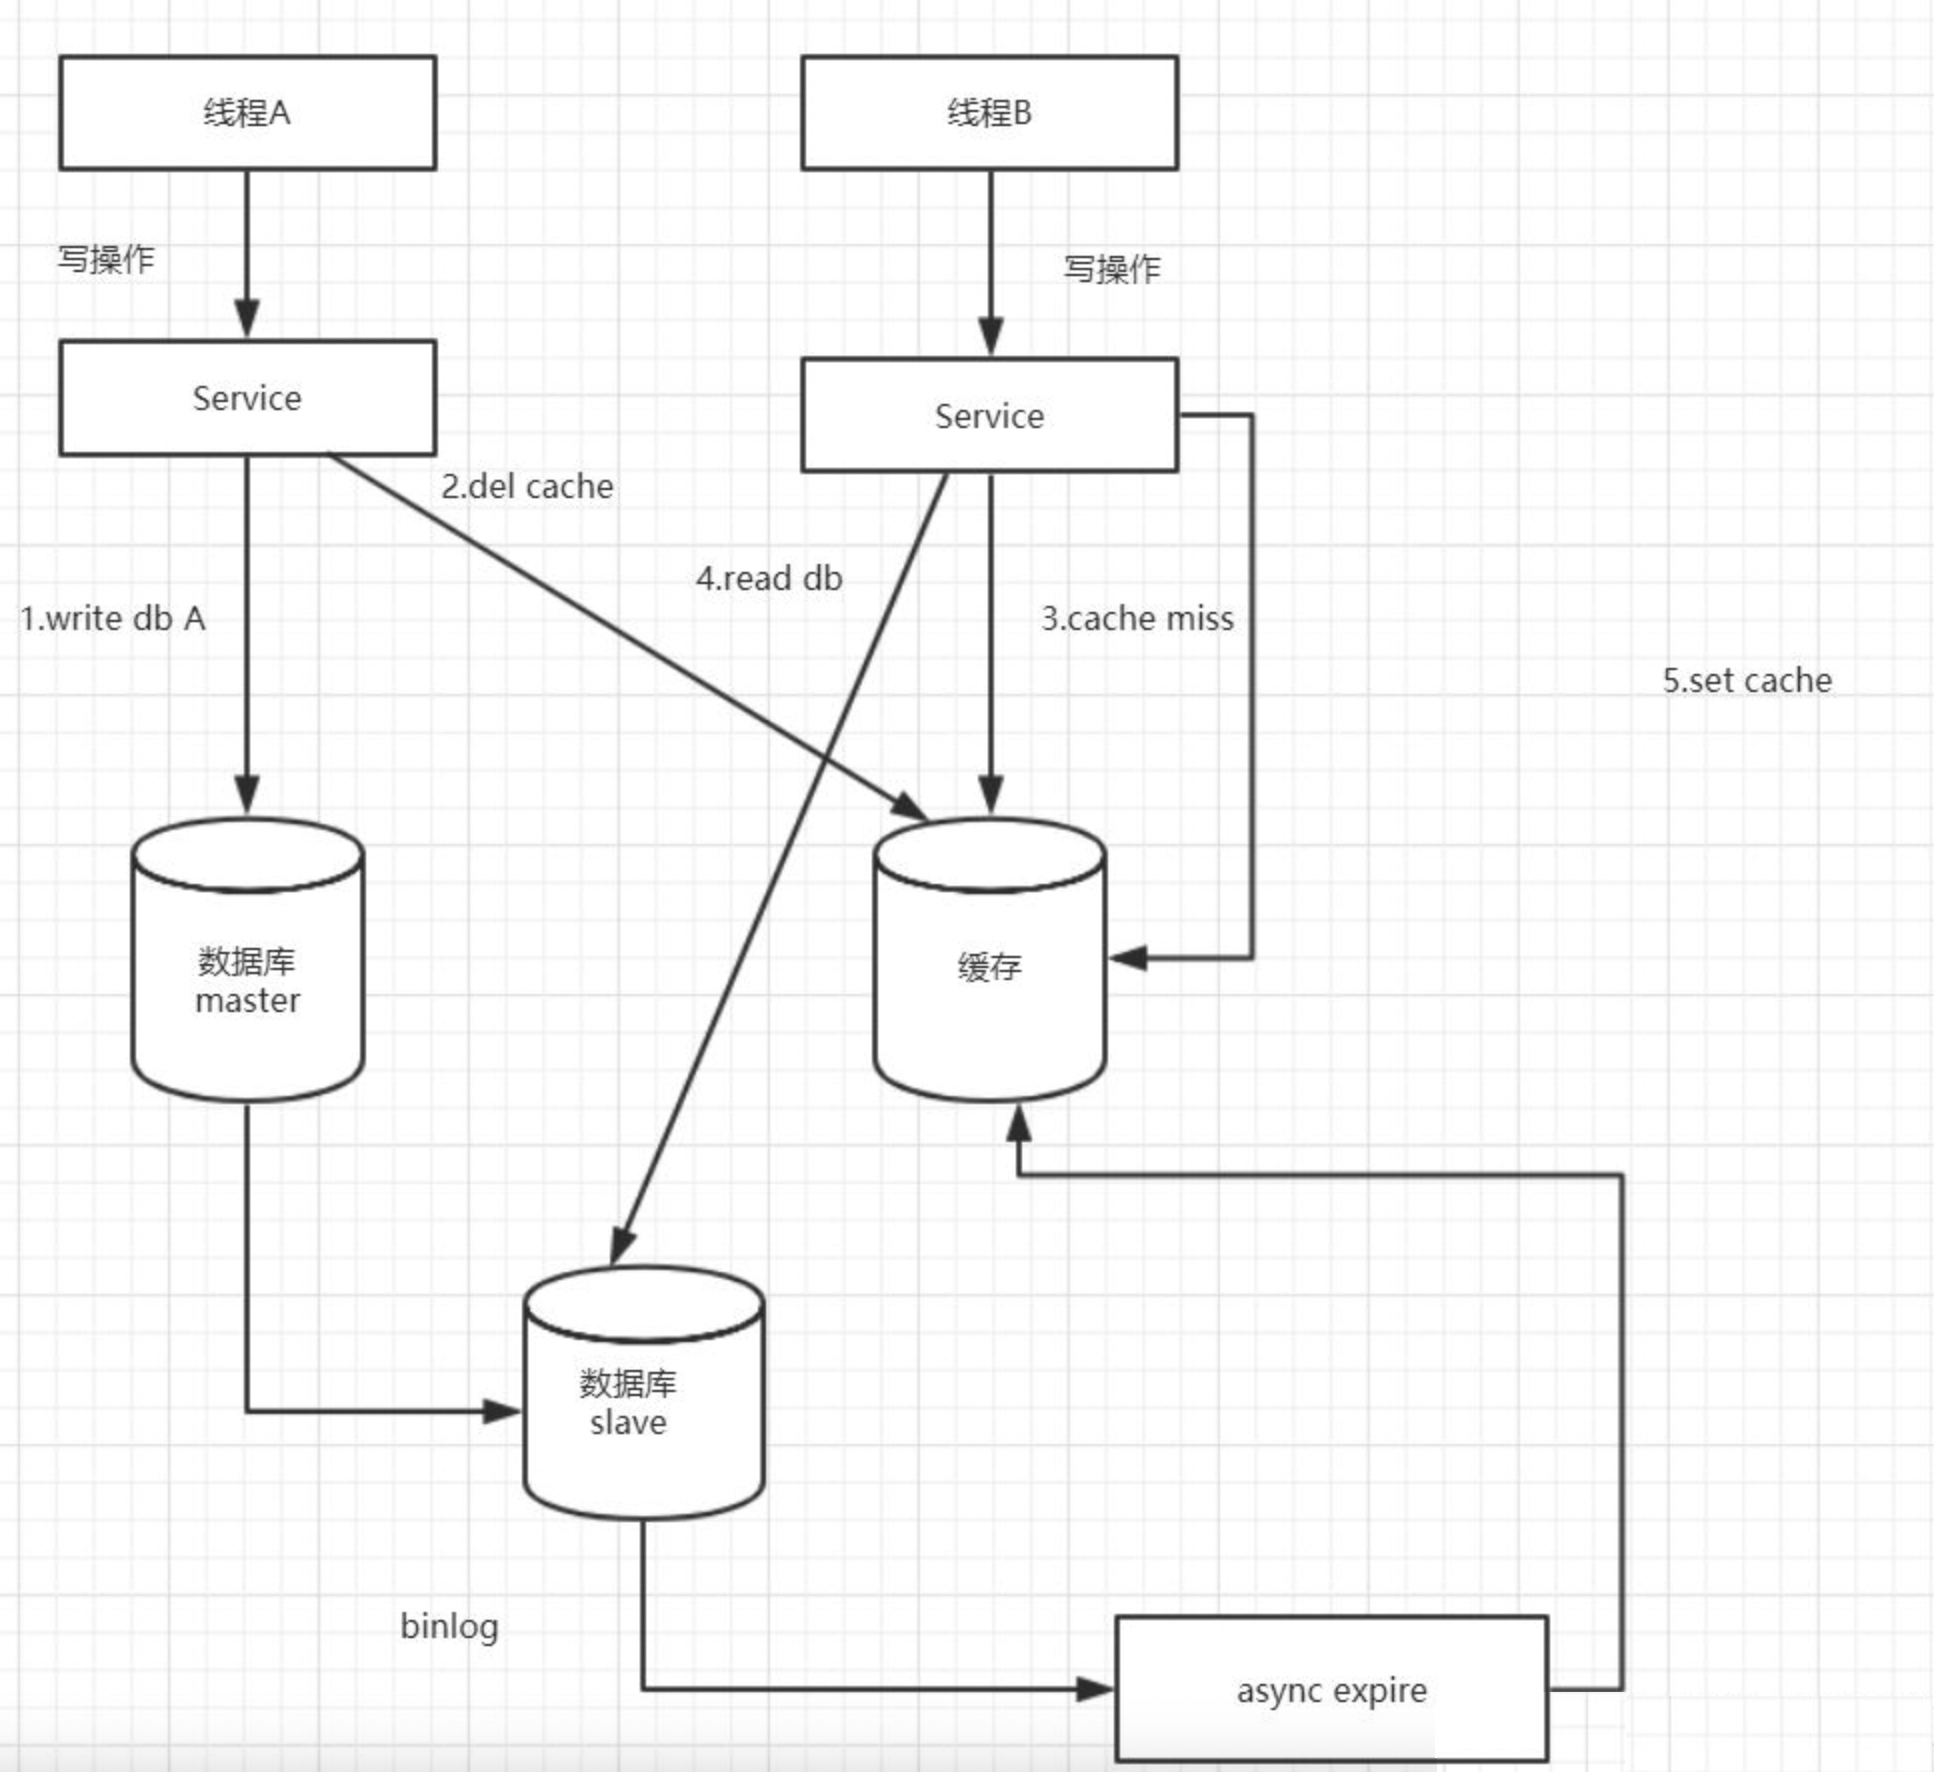 线程A
线程B
写操作
写操作
Service
Service
2.del cache
4.read db
1.write db A
3.cache miss
5.set cache
数据库
master
缓存
数据库
slave
binlog
async expire